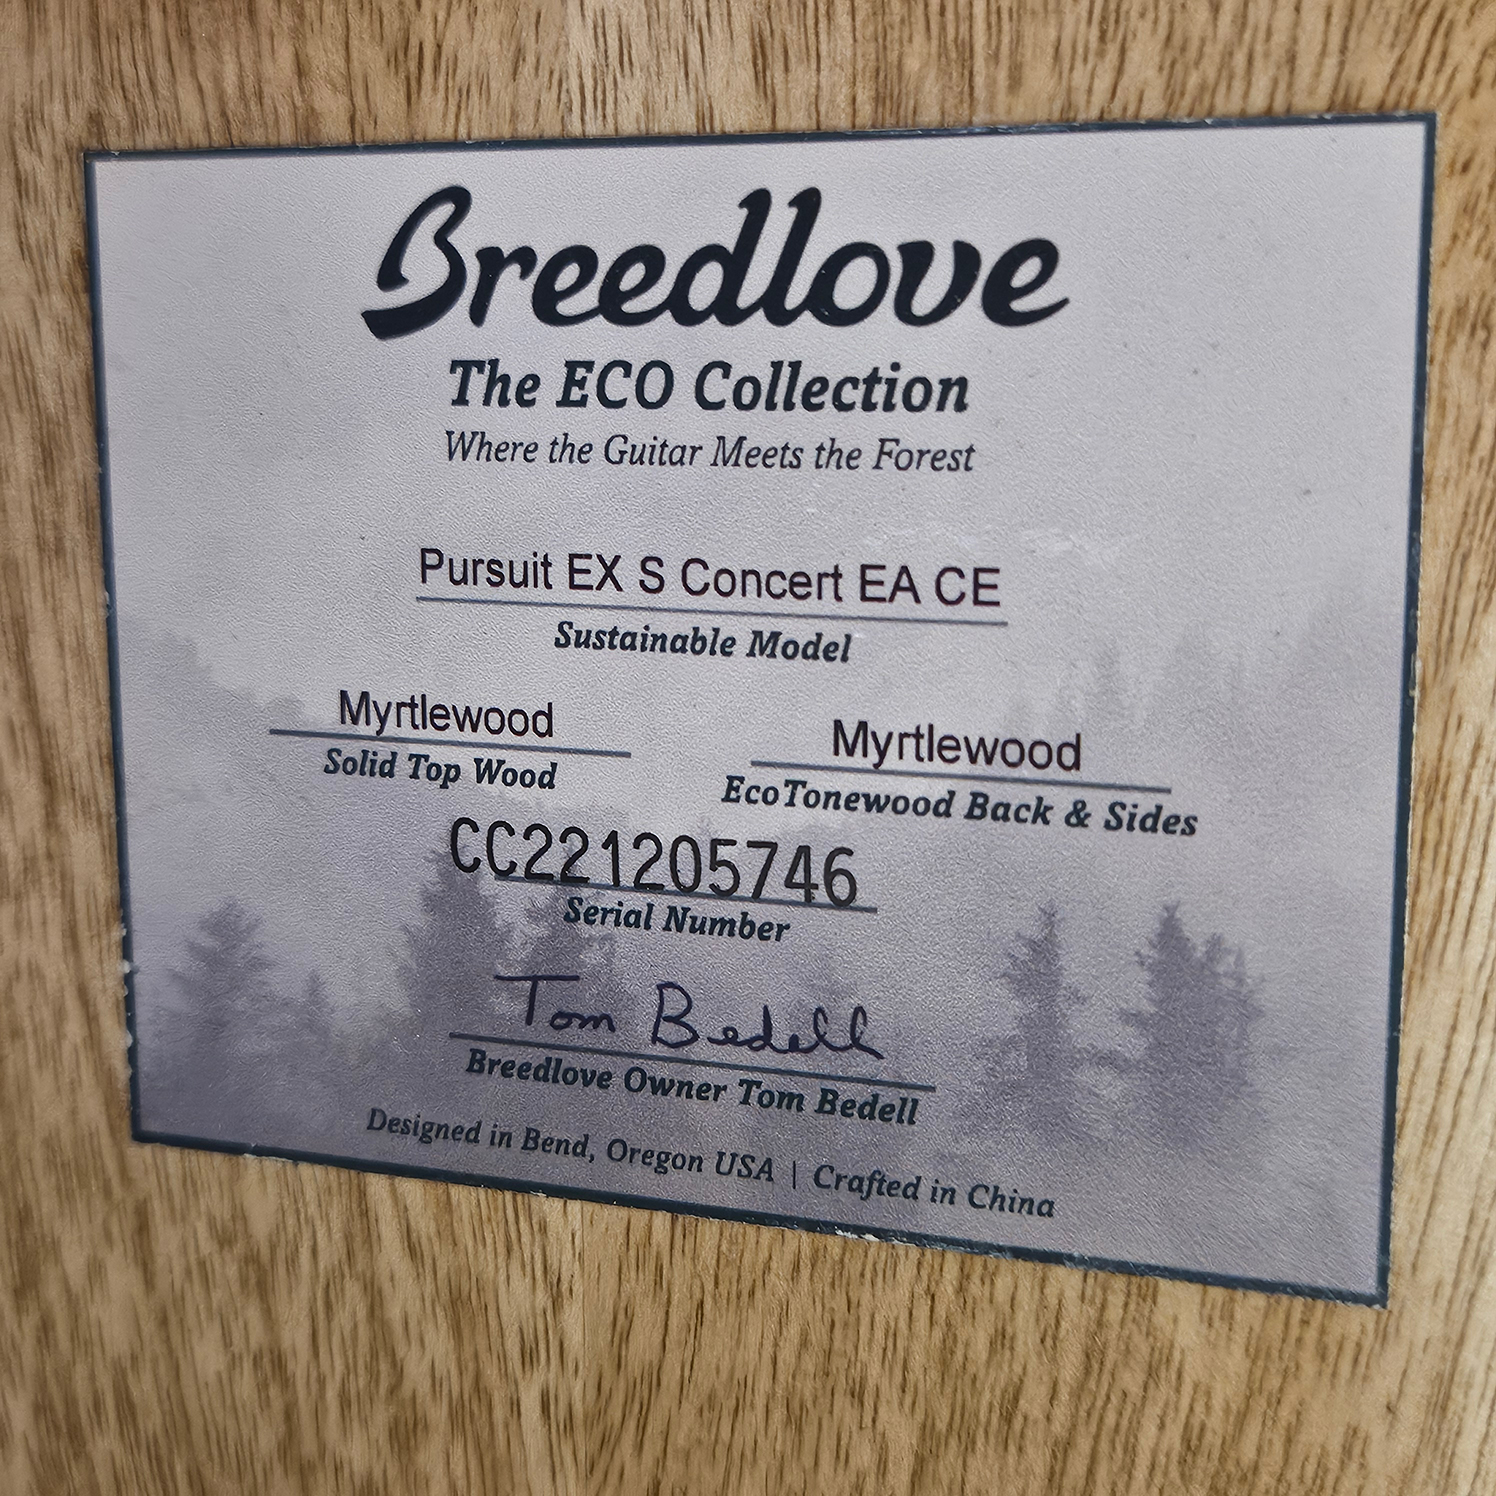 Breedlove
The ECO Collection
Where the Guitar Meets the Forest
Pursuit EX S Concert EA CE
Sustainable Model
Myrtlewood
Solid Top Wood
Myrtlewood
EcoTonewood Back & Sides
CC221205746
Serial Number
Tom Bedell
Breedlove Owner Tom Bedell
Designed in Bend, Oregon USA | Crafted in China